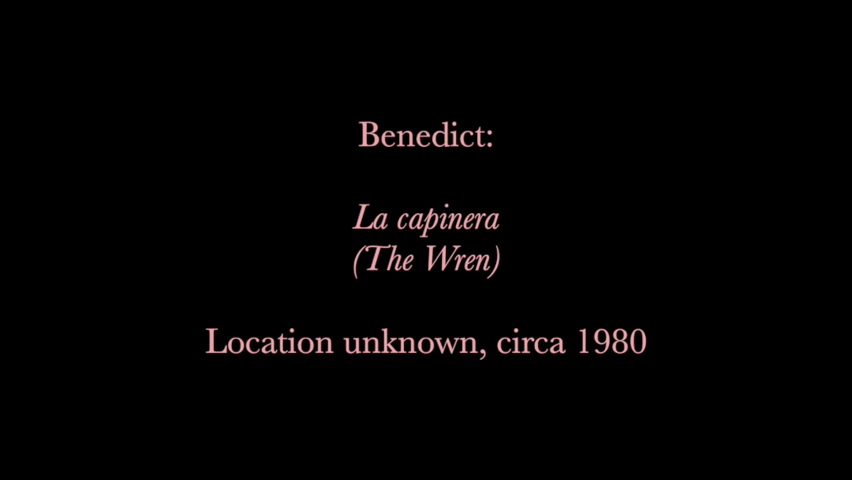 Benedict:
La capinera
(The Wren)
Location unknown, circa 1980